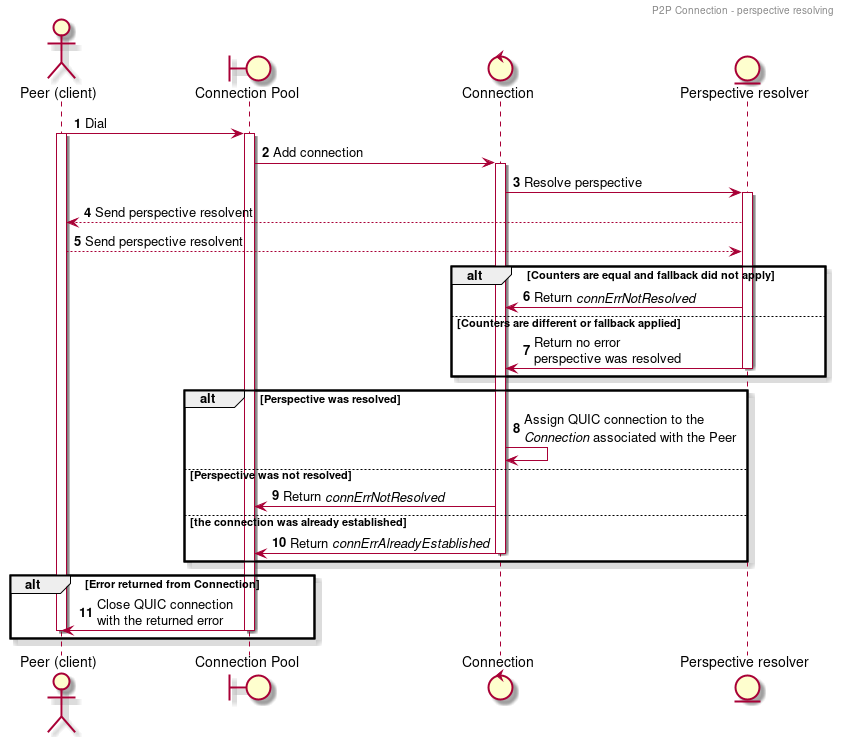 P2P Connection - perspective resolving
Peer (client)
Connection Pool
Connection
Perspective resolver
1 Dial
2 Add connection
3 Resolve perspective
4 Send perspective resolvent
5 Send perspective resolvent
alt
[Counters are equal and fallback did not apply]
6 Return connErrNotResolved
[Counters are different or fallback applied]
7 Return no error
perspective was resolved
alt
[Perspective was resolved]
8 Assign QUIC connection to the
Connection associated with the Peer
[Perspective was not resolved]
9 Return connErrNotResolved
[the connection was already established]
10 Return connErrAlreadyEstablished
alt
[Error returned from Connection]
11 Close QUIC connection
with the returned error
Peer (client)
Connection Pool
Connection
Perspective resolver